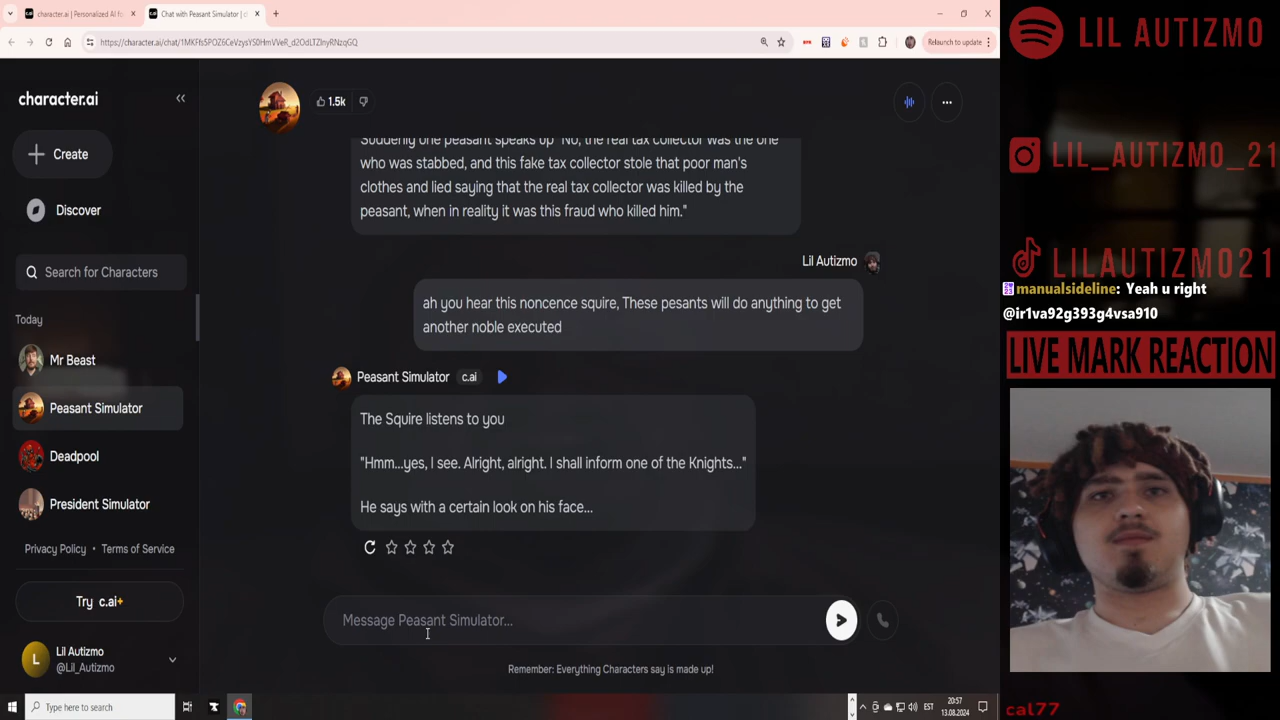 character.ai | Personalized AI fo
Chat with Peasant Simulator | c
https://character.ai/chat/1MKFfs5POZ6CeVzysYS0HmVVeR_d2OdLTZlnyRNzqGQ
Relaunch to update
character.ai
1.5k
Create
Discover
Search for Characters
Today
Mr Beast
Peasant Simulator
Deadpool
President Simulator
Privacy Policy • Terms of Service
Try c.ai+
L
Lil Autizmo
@Lil_Autizmo
Suddenly one peasant speaks up "No, the real tax collector was the one
who was stabbed, and this fake tax collector stole that poor man's
clothes and lied saying that the real tax collector was killed by the
peasant, when in reality it was this fraud who killed him."
Lil Autizmo
ah you hear this noncence squire, These pesants will do anything to get
another noble executed
Peasant Simulator c.ai
The Squire listens to you
"Hmm...yes, I see. Alright, alright. I shall inform one of the Knights..."
He says with a certain look on his face...
Message Peasant Simulator...
Remember: Everything Characters say is made up!
Type here to search
EST
20:57
13.08.2024
LIL AUTIZMO
LIL_AUTIZMO_21
LILAUTIZMO21
manualsideline: Yeah u right
@ir1va92g393g4vsa910
LIVE MARK REACTION
cal77